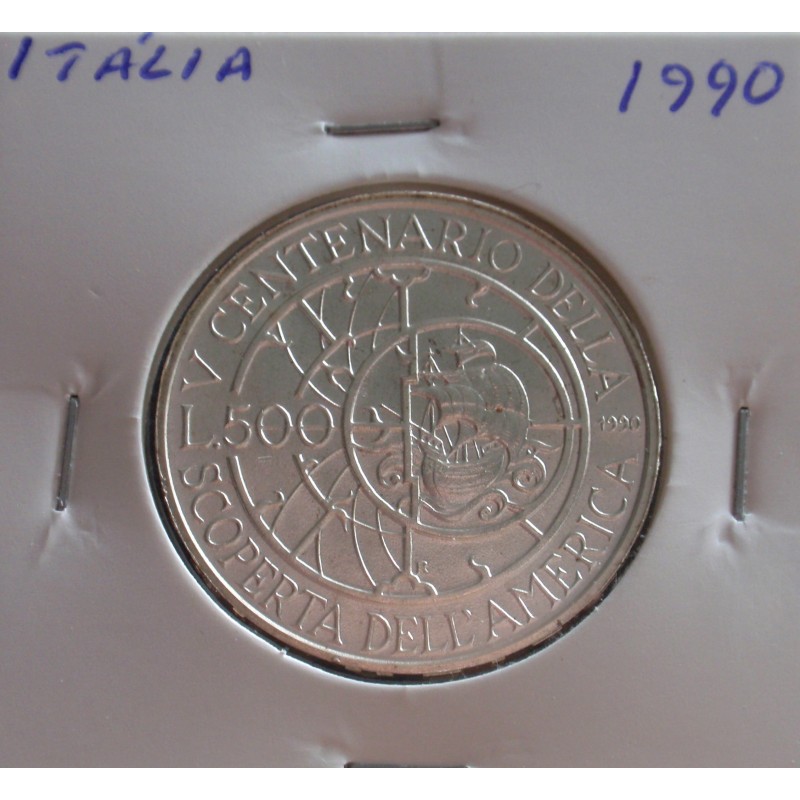 ITÁLIA 1990
V CENTENARIO DELLA
L.500
1990
SCOPERTA DELL'AMERICA
R